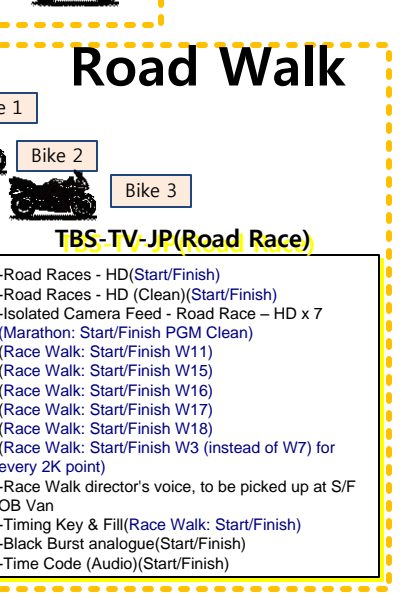 Road Walk
e 1
Bike 2
Bike 3
TBS-TV-JP(Road Race)
-Road Races - HD(Start/Finish)
-Road Races - HD (Clean)(Start/Finish)
-Isolated Camera Feed - Road Race – HD x 7
(Marathon: Start/Finish PGM Clean)
(Race Walk: Start/Finish W11)
(Race Walk: Start/Finish W15)
(Race Walk: Start/Finish W16)
(Race Walk: Start/Finish W17)
(Race Walk: Start/Finish W18)
(Race Walk: Start/Finish W3 (instead of W7) for
every 2K point)
-Race Walk director's voice, to be picked up at S/F
OB Van
-Timing Key & Fill(Race Walk: Start/Finish)
-Black Burst analogue(Start/Finish)
-Time Code (Audio)(Start/Finish)